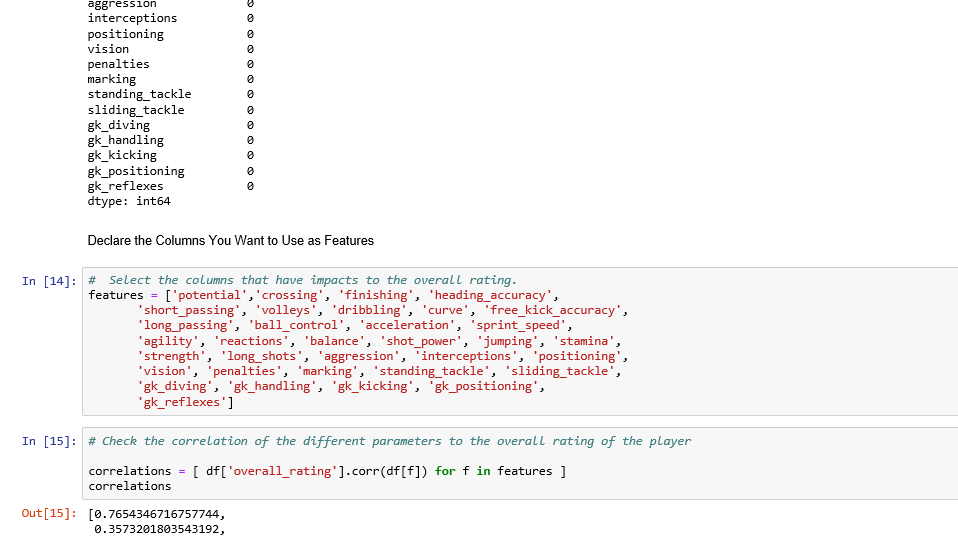 aggression 0
interceptions 0
positioning 0
vision 0
penalties 0
marking 0
standing_tackle 0
sliding_tackle 0
gk_diving 0
gk_handling 0
gk_kicking 0
gk_positioning 0
gk_reflexes 0
dtype: int64
Declare the Columns You Want to Use as Features
In [14]: #  Select the columns that have impacts to the overall rating.
features = ['potential','crossing', 'finishing', 'heading_accuracy',
'short_passing', 'volleys', 'dribbling', 'curve', 'free_kick_accuracy',
'long_passing', 'ball_control', 'acceleration', 'sprint_speed',
'agility', 'reactions', 'balance', 'shot_power', 'jumping', 'stamina',
'strength', 'long_shots', 'aggression', 'interceptions', 'positioning',
'vision', 'penalties', 'marking', 'standing_tackle', 'sliding_tackle',
'gk_diving', 'gk_handling', 'gk_kicking', 'gk_positioning',
'gk_reflexes']
In [15]: # Check the correlation of the different parameters to the overall rating of the player
correlations = [ df['overall_rating'].corr(df[f]) for f in features ]
correlations
Out[15]: [0.7654346716757744,
0.3573201803543192,